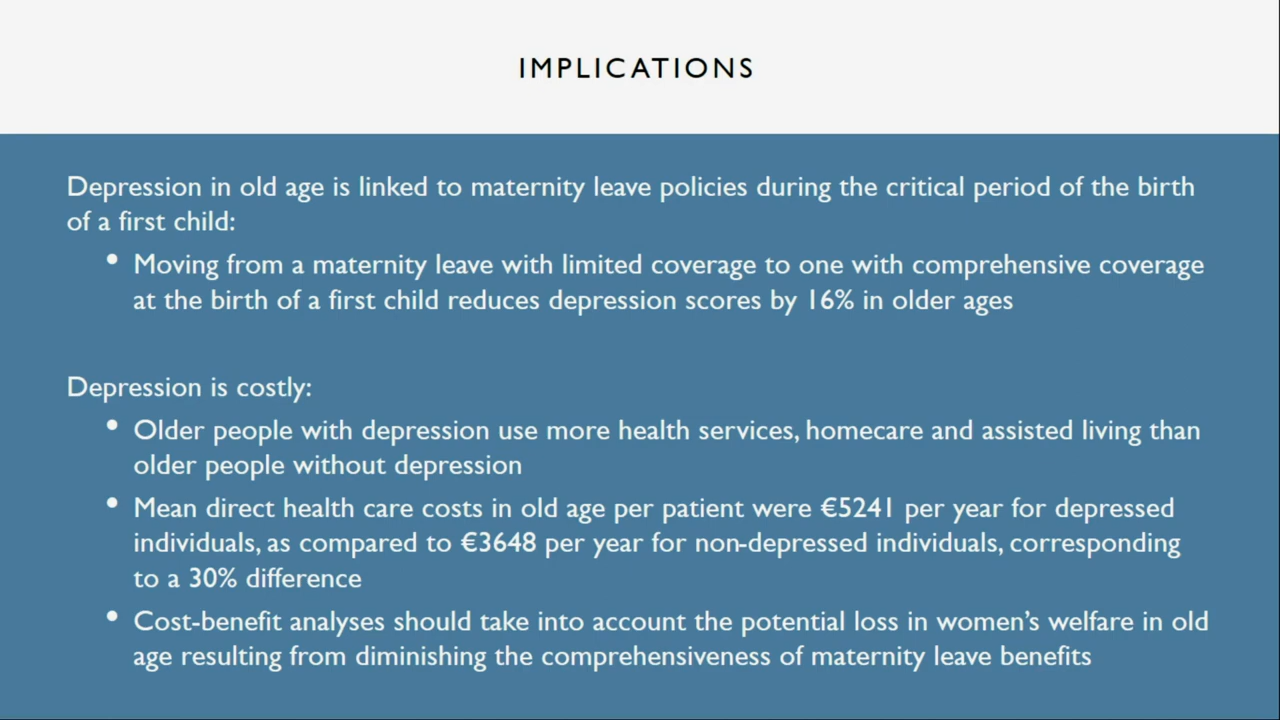 IMPLICATIONS
Depression in old age is linked to maternity leave policies during the critical period of the birth
of a first child:
• Moving from a maternity leave with limited coverage to one with comprehensive coverage
at the birth of a first child reduces depression scores by 16% in older ages
Depression is costly:
• Older people with depression use more health services, homecare and assisted living than
older people without depression
• Mean direct health care costs in old age per patient were €5241 per year for depressed
individuals, as compared to €3648 per year for non-depressed individuals, corresponding
to a 30% difference
• Cost-benefit analyses should take into account the potential loss in women's welfare in old
age resulting from diminishing the comprehensiveness of maternity leave benefits